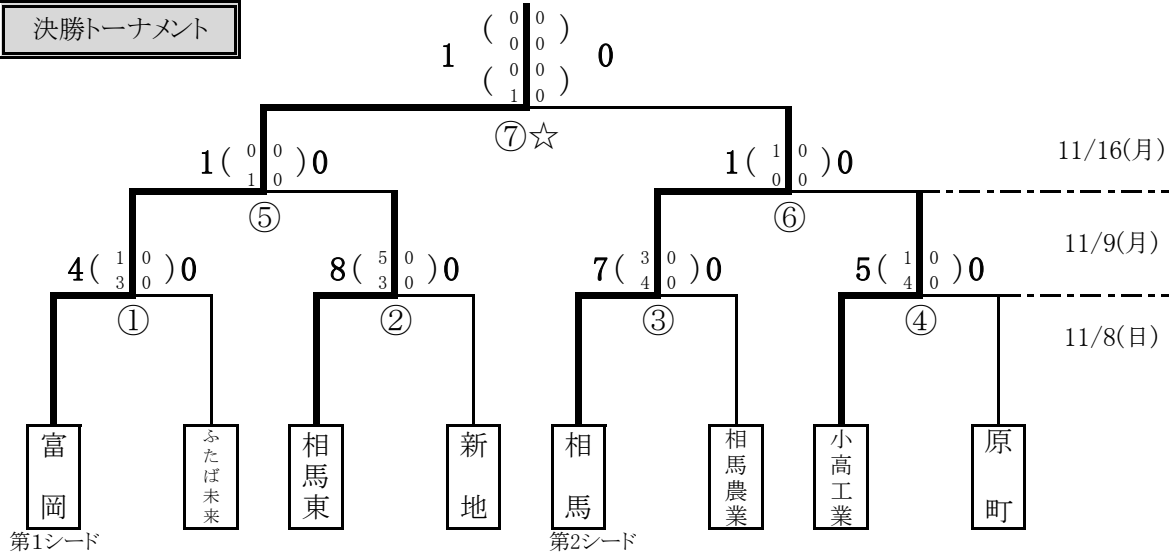 決勝トーナメント
1 ( 0 0 ) 0
0 0
( 0 0 )
1 0
⑦☆
11/16(月)
1( 0 0 )0
1 0
1( 1 0 )0
0 0
⑤
⑥
11/9(月)
4( 1 0 )0
3 0
8( 5 0 )0
3 0
7( 3 0 )0
4 0
5( 1 0 )0
4 0
①
②
③
④
11/8(日)
富岡
ふたば未来
相馬東
新地
相馬
相馬農業
小高工業
原町
第1シード
第2シード